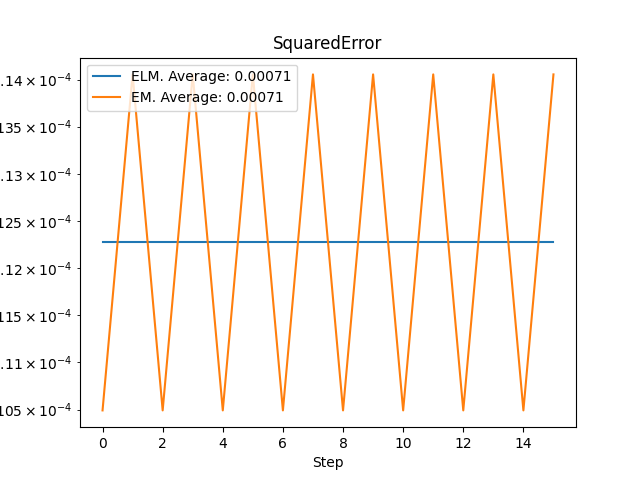 SquaredError
ELM. Average: 0.00071
EM. Average: 0.00071
.14 × 10⁻⁴
135 × 10⁻⁴
.13 × 10⁻⁴
125 × 10⁻⁴
.12 × 10⁻⁴
115 × 10⁻⁴
.11 × 10⁻⁴
105 × 10⁻⁴
0 2 4 6 8 10 12 14
Step